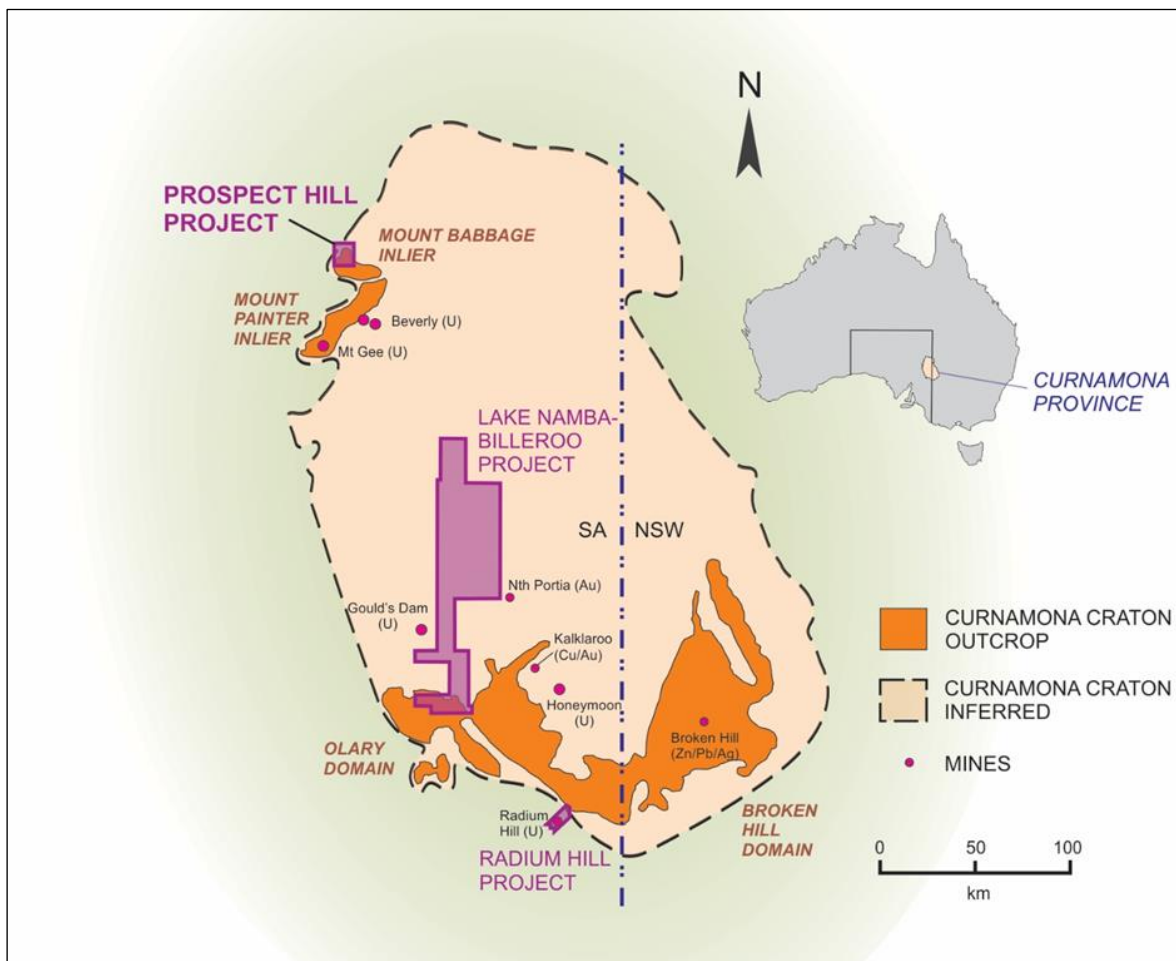 N
PROSPECT HILL
PROJECT
MOUNT BABBAGE
INLIER
MOUNT
PAINTER
INLIER
Beverly (U)
Mt Gee (U)
CURNAMONA
PROVINCE
LAKE NAMBA-
BILLEROO
PROJECT
SA
NSW
Nth Portia (Au)
Gould's Dam
(U)
Kalklaroo
(Cu/Au)
Honeymoon
(U)
Broken Hill
(Zn/Pb/Ag)
OLARY
DOMAIN
Radium
Hill (U)
RADIUM HILL
PROJECT
BROKEN
HILL
DOMAIN
CURNAMONA CRATON
OUTCROP
CURNAMONA CRATON
INFERRED
MINES
0
100
km